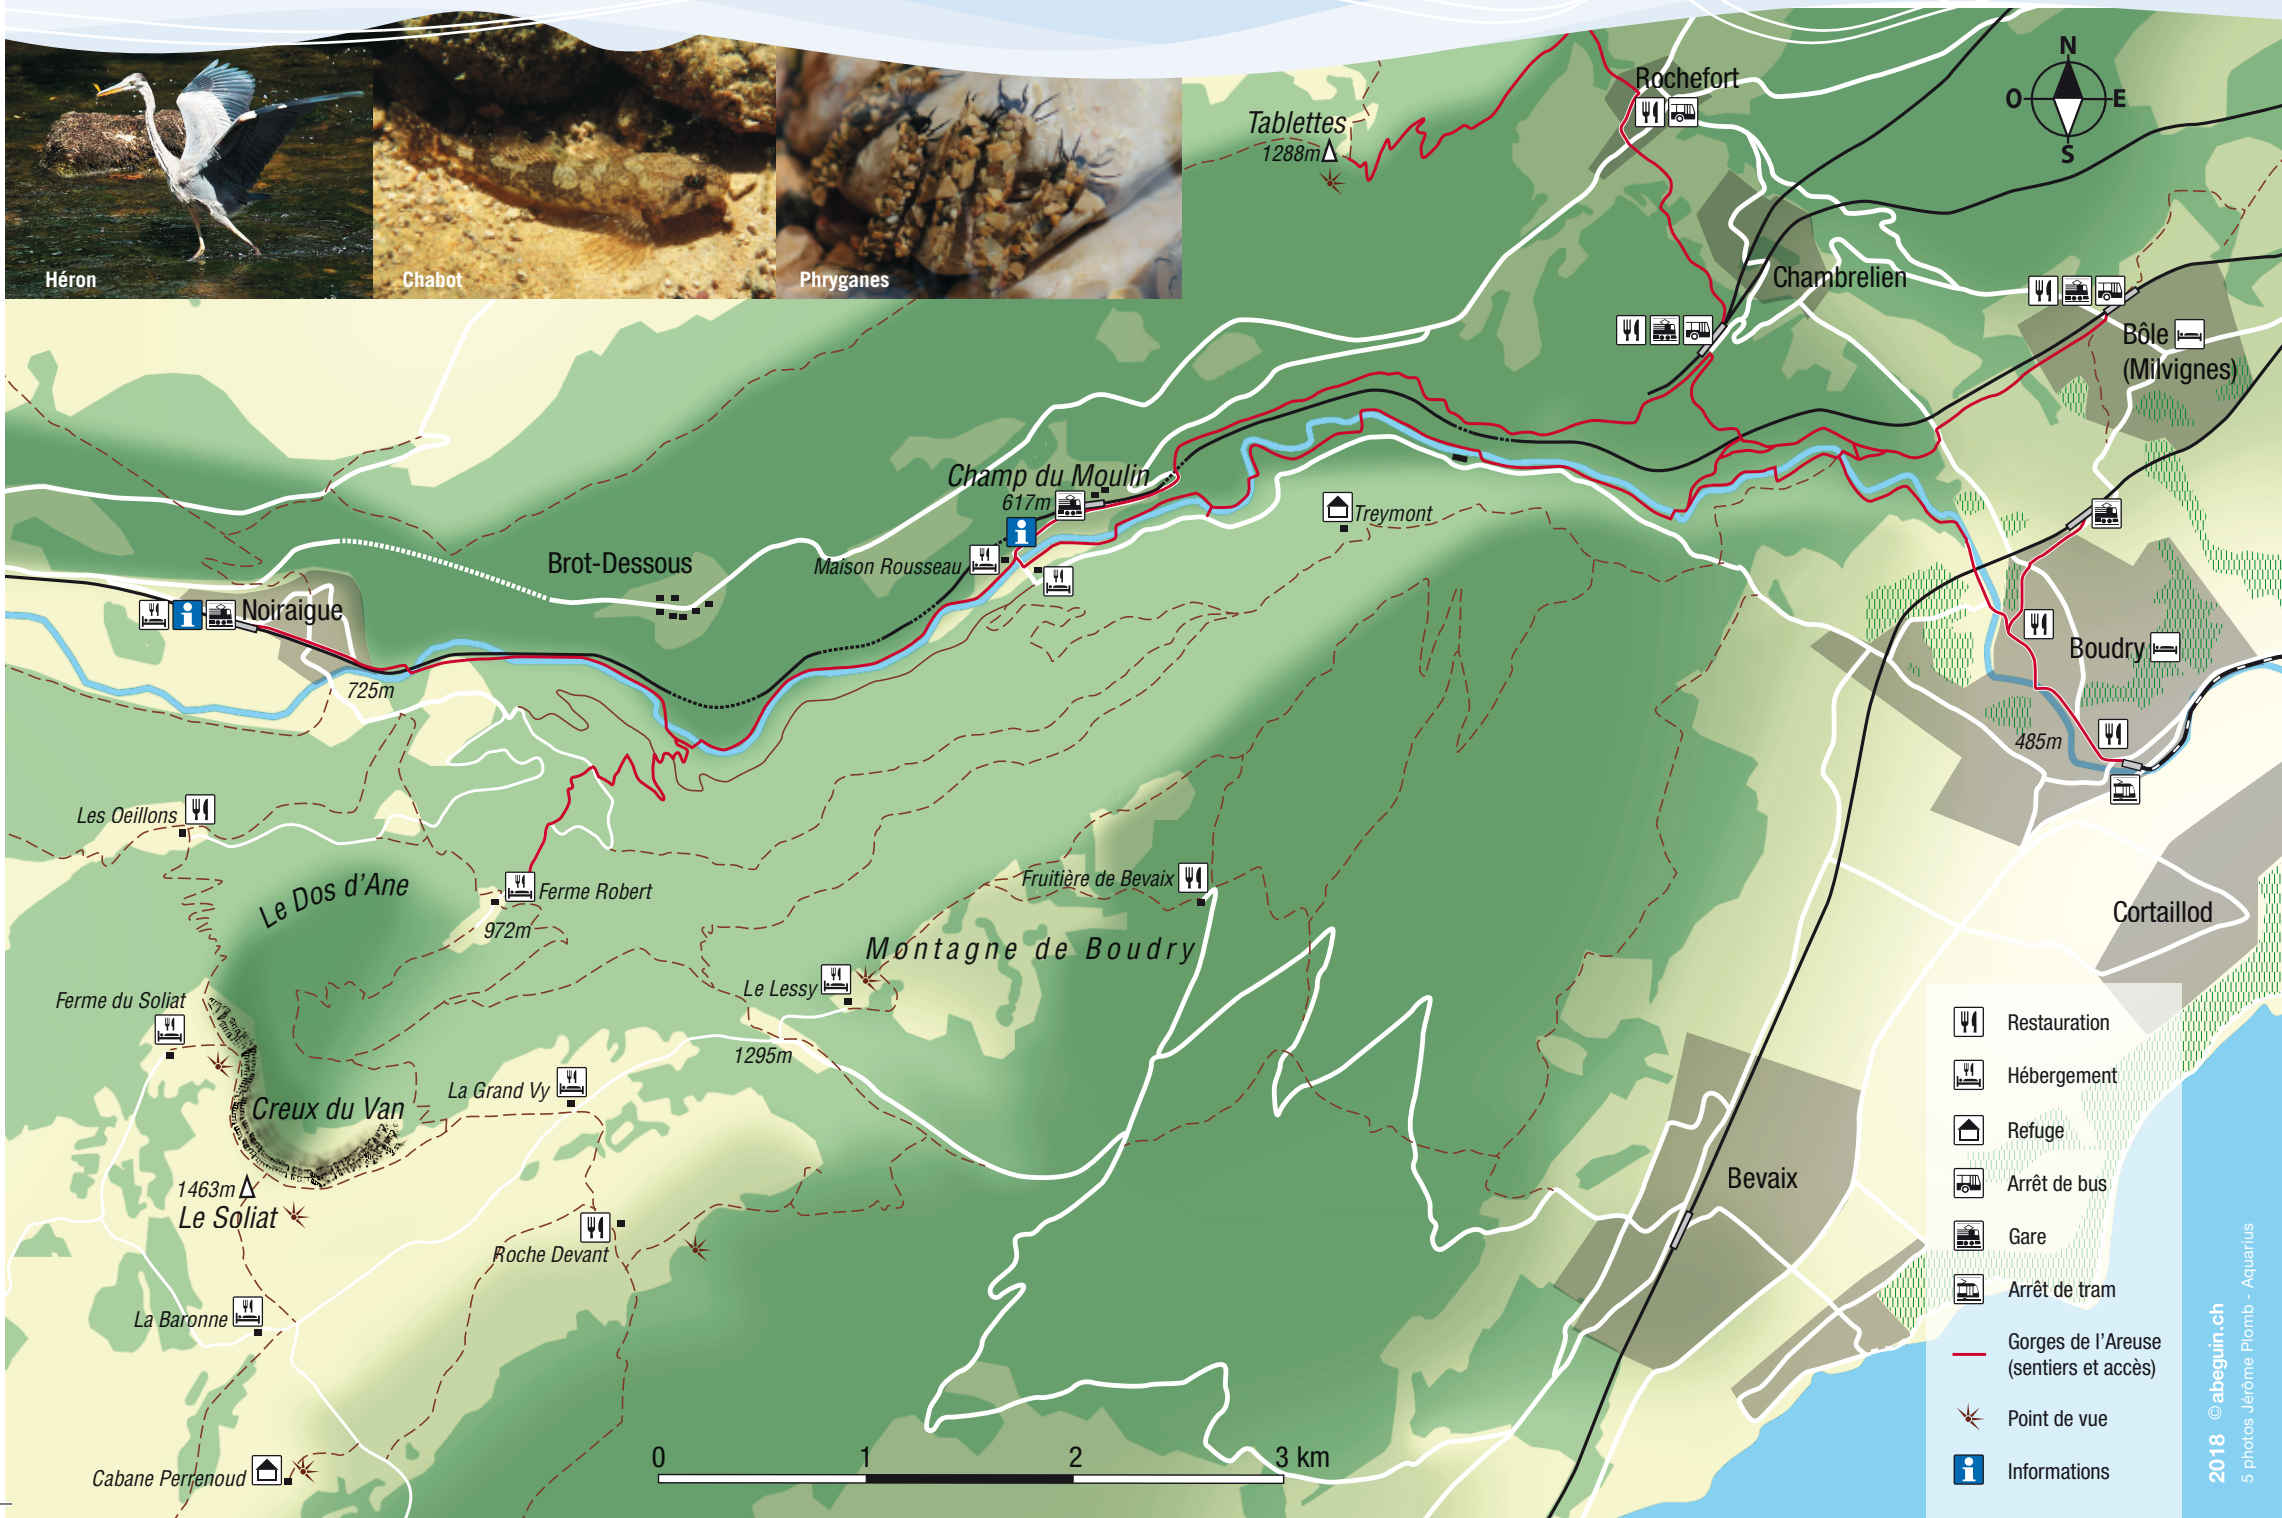 Héron
Chabot
Phryganes
Tablettes
1288m
Rochefort
N
O
E
S
Chambrelien
Bôle
(Milvignes)
Champ du Moulin
617m
Treymont
Brot-Dessous
Maison Rousseau
Noiraigue
725m
Boudry
485m
Les Oeillons
Le Dos d'Ane
Ferme Robert
972m
Fruitière de Bevaix
Cortaillod
Montagne de Boudry
Ferme du Soliat
Le Lessy
1295m
La Grand Vy
Creux du Van
1463m
Le Soliat
Roche Devant
Bevaix
La Baronne
Cabane Perrenoud
0 1 2 3 km
Restauration
Hébergement
Refuge
Arrêt de bus
Gare
Arrêt de tram
Gorges de l'Areuse
(sentiers et accès)
Point de vue
i Informations
2018 © abeguin.ch
5 photos Jérôme Plomb - Aquarius